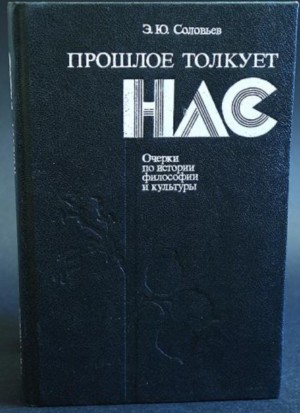 Э. Ю. Соловьев
ПРОШЛОЕ ТОЛКУЕТ
НАС
Очерки
по истории
философии
и культуры